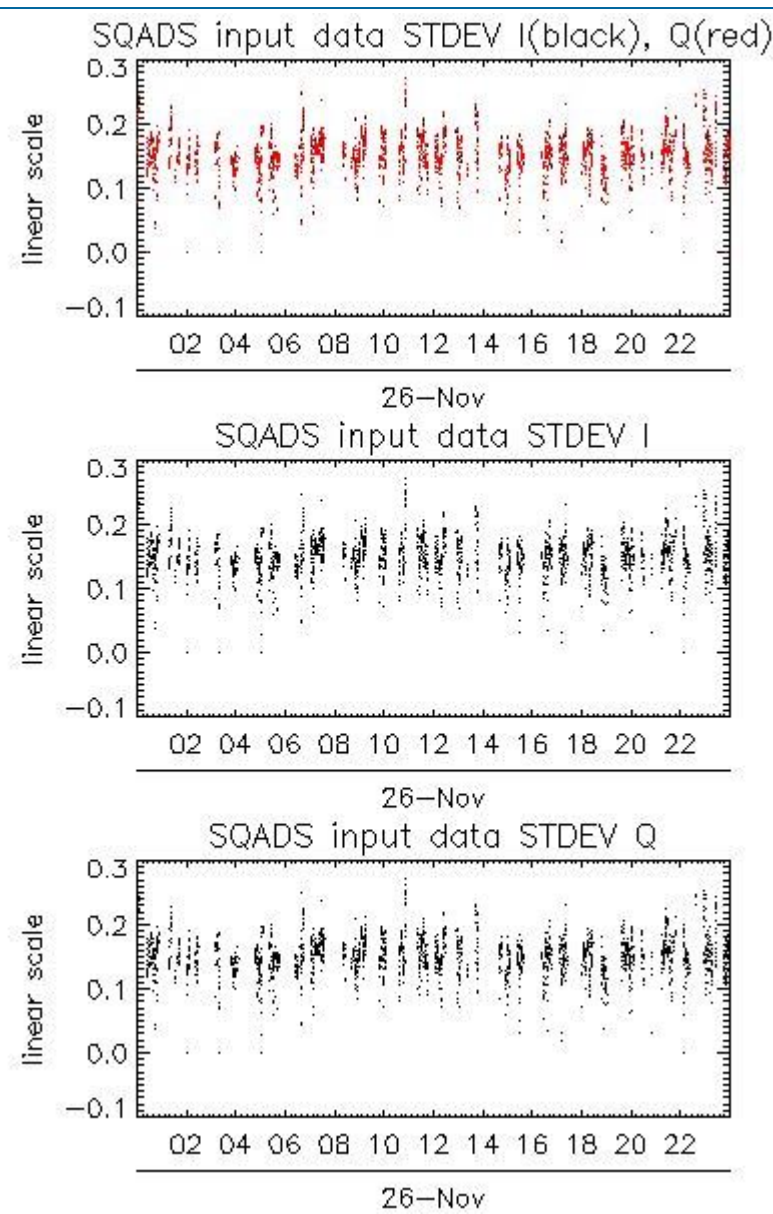 SQADS input data STDEV I(black), Q(red)
0.3
0.2
0.1
0.0
−0.1
linear scale
02 04 06 08 10 12 14 16 18 20 22
26−Nov
SQADS input data STDEV I
0.3
0.2
0.1
0.0
−0.1
linear scale
02 04 06 08 10 12 14 16 18 20 22
26−Nov
SQADS input data STDEV Q
0.3
0.2
0.1
0.0
−0.1
linear scale
02 04 06 08 10 12 14 16 18 20 22
26−Nov